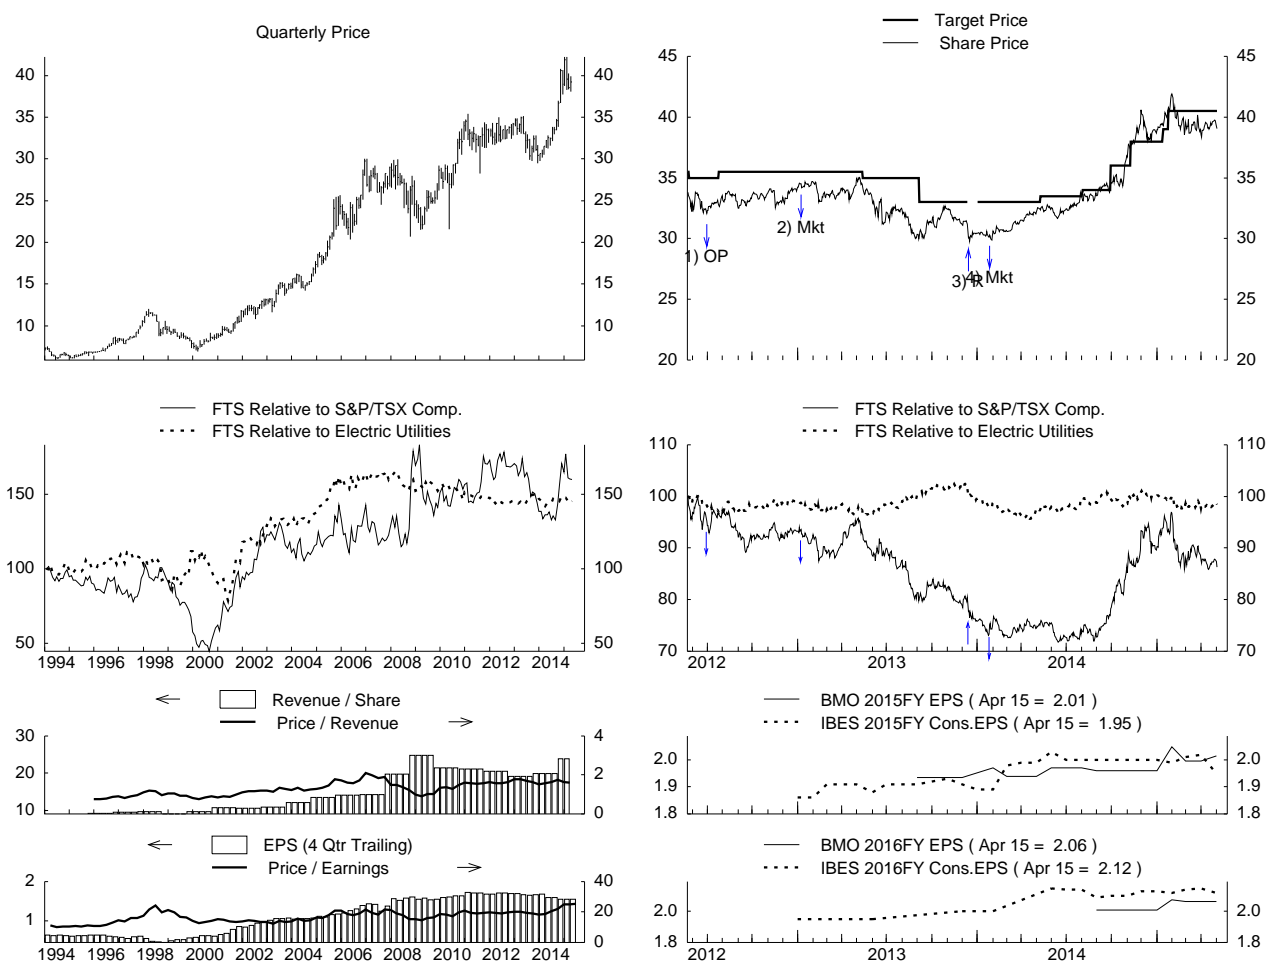 Quarterly Price
40 40
35 35
30 30
25 25
20 20
15 15
10 10
Target Price
Share Price
45 45
40 40
35 35
30 30
25 25
20 20
1) OP
2) Mkt
3) R
4) Mkt
FTS Relative to S&P/TSX Comp.
FTS Relative to Electric Utilities
150 150
100 100
50 50
1994 1996 1998 2000 2002 2004 2006 2008 2010 2012 2014
FTS Relative to S&P/TSX Comp.
FTS Relative to Electric Utilities
110 110
100 100
90 90
80 80
70 70
2012 2013 2014
Revenue / Share
Price / Revenue
30 4
20 2
10 0
BMO 2015FY EPS ( Apr 15 = 2.01 )
IBES 2015FY Cons.EPS ( Apr 15 = 1.95 )
2.0 2.0
1.9 1.9
1.8 1.8
EPS (4 Qtr Trailing)
Price / Earnings
2 40
1 20
0
1994 1996 1998 2000 2002 2004 2006 2008 2010 2012 2014
BMO 2016FY EPS ( Apr 15 = 2.06 )
IBES 2016FY Cons.EPS ( Apr 15 = 2.12 )
2.0 2.0
1.8 1.8
2012 2013 2014